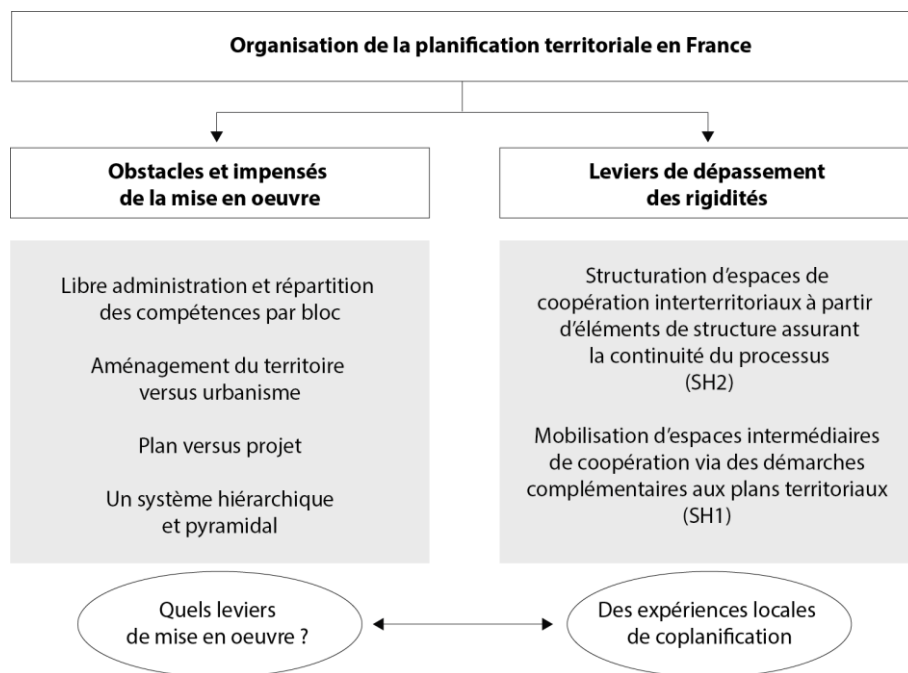 Organisation de la planification territoriale en France
Obstacles et impensés
de la mise en oeuvre
Libre administration et répartition
des compétences par bloc
Aménagement du territoire
versus urbanisme
Plan versus projet
Un système hiérarchique
et pyramidal
Quels leviers
de mise en oeuvre ?
Leviers de dépassement
des rigidités
Structuration d’espaces de
coopération interterritoriaux à partir
d’éléments de structure assurant
la continuité du processus
(SH2)
Mobilisation d’espaces intermédiaires
de coopération via des démarches
complémentaires aux plans territoriaux
(SH1)
Des expériences locales
de coplanification